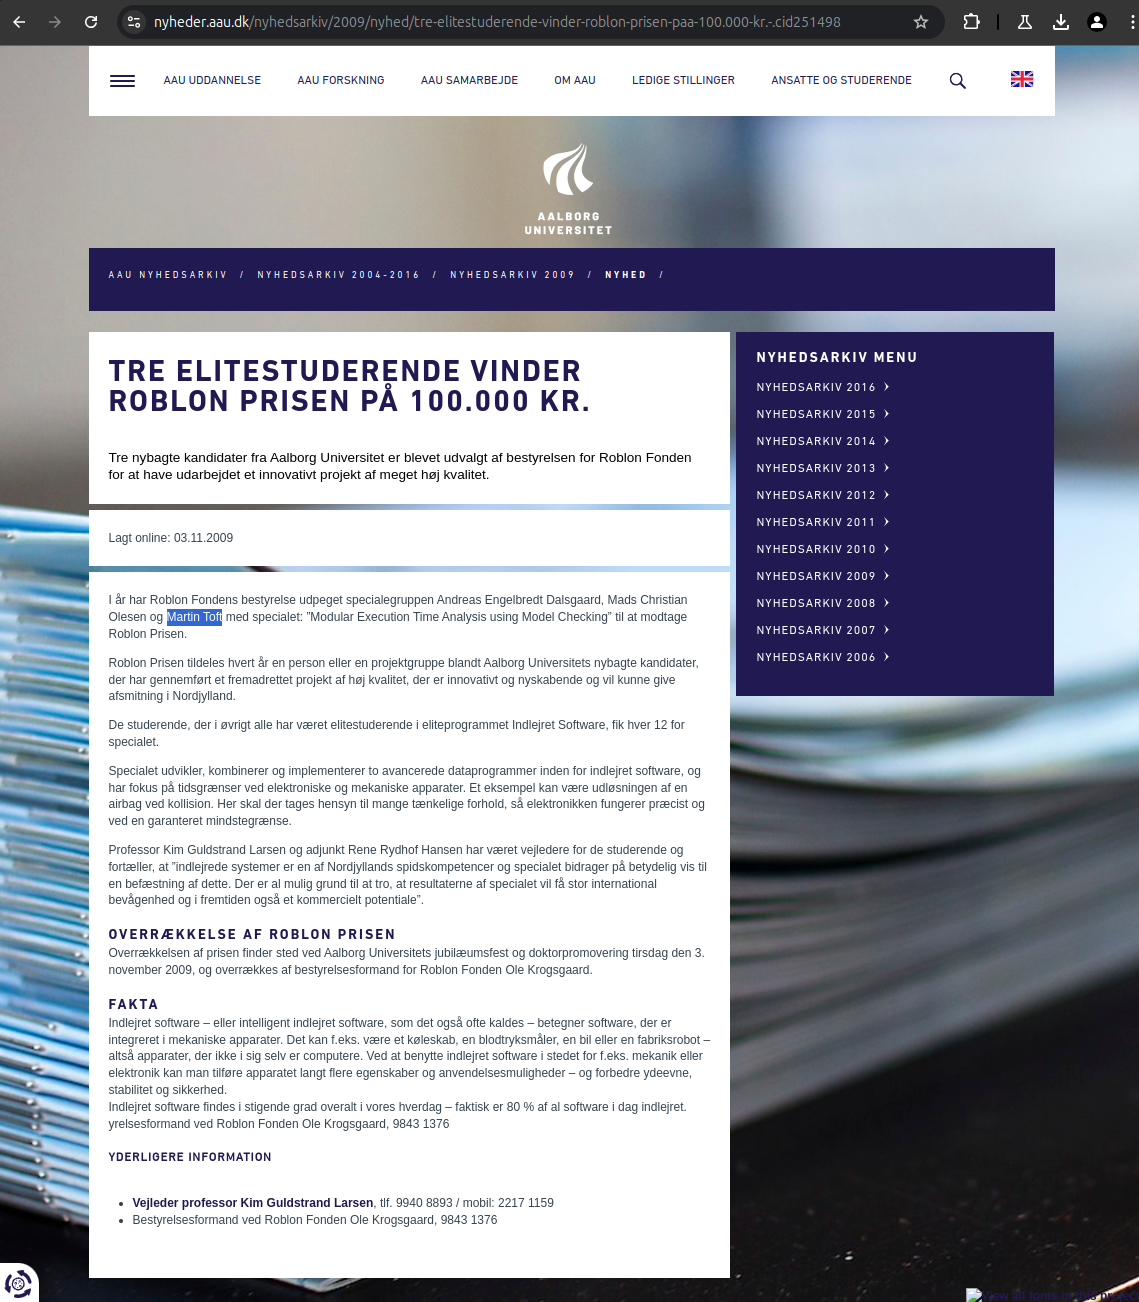 nyheder.aau.dk/nyhedsarkiv/2009/nyhed/tre-elitestuderende-vinder-roblon-prisen-paa-100.000-kr.-.cid251498
AAU UDDANNELSE AAU FORSKNING AAU SAMARBEJDE OM AAU LEDIGE STILLINGER ANSATTE OG STUDERENDE
AALBORG
UNIVERSITET
AAU NYHEDSARKIV / NYHEDSARKIV 2004-2016 / NYHEDSARKIV 2009 / NYHED /
TRE ELITESTUDERENDE VINDER
ROBLON PRISEN PÅ 100.000 KR.
Tre nybagte kandidater fra Aalborg Universitet er blevet udvalgt af bestyrelsen for Roblon Fonden
for at have udarbejdet et innovativt projekt af meget høj kvalitet.
Lagt online: 03.11.2009
I år har Roblon Fondens bestyrelse udpeget specialegruppen Andreas Engelbredt Dalsgaard, Mads Christian
Olesen og Martin Toft med specialet: "Modular Execution Time Analysis using Model Checking" til at modtage
Roblon Prisen.
Roblon Prisen tildeles hvert år en person eller en projektgruppe blandt Aalborg Universitets nybagte kandidater,
der har gennemført et fremadrettet projekt af høj kvalitet, der er innovativt og nyskabende og vil kunne give
afsmitning i Nordjylland.
De studerende, der i øvrigt alle har været elitestuderende i eliteprogrammet Indlejret Software, fik hver 12 for
specialet.
Specialet udvikler, kombinerer og implementerer to avancerede dataprogrammer inden for indlejret software, og
har fokus på tidsgrænser ved elektroniske og mekaniske apparater. Et eksempel kan være udløsningen af en
airbag ved kollision. Her skal der tages hensyn til mange tænkelige forhold, så elektronikken fungerer præcist og
ved en garanteret mindstegrænse.
Professor Kim Guldstrand Larsen og adjunkt Rene Rydhof Hansen har været vejledere for de studerende og
fortæller, at "indlejrede systemer er en af Nordjyllands spidskompetencer og specialet bidrager på betydelig vis til
en befæstning af dette. Der er al mulig grund til at tro, at resultaterne af specialet vil få stor international
bevågenhed og i fremtiden også et kommercielt potentiale".
OVERRÆKKELSE AF ROBLON PRISEN
Overrækkelsen af prisen finder sted ved Aalborg Universitets jubilæumsfest og doktorpromovering tirsdag den 3.
november 2009, og overrækkes af bestyrelsesformand for Roblon Fonden Ole Krogsgaard.
FAKTA
Indlejret software – eller intelligent indlejret software, som det også ofte kaldes – betegner software, der er
integreret i mekaniske apparater. Det kan f.eks. være et køleskab, en blodtryksmåler, en bil eller en fabriksrobot –
altså apparater, der ikke i sig selv er computere. Ved at benytte indlejret software i stedet for f.eks. mekanik eller
elektronik kan man tilføre apparatet langt flere egenskaber og anvendelsesmuligheder – og forbedre ydeevne,
stabilitet og sikkerhed.
Indlejret software findes i stigende grad overalt i vores hverdag – faktisk er 80 % af al software i dag indlejret.
yrelsesformand ved Roblon Fonden Ole Krogsgaard, 9843 1376
YDERLIGERE INFORMATION
Vejleder professor Kim Guldstrand Larsen, tlf. 9940 8893 / mobil: 2217 1159
Bestyrelsesformand ved Roblon Fonden Ole Krogsgaard, 9843 1376
NYHEDSARKIV MENU
NYHEDSARKIV 2016
NYHEDSARKIV 2015
NYHEDSARKIV 2014
NYHEDSARKIV 2013
NYHEDSARKIV 2012
NYHEDSARKIV 2011
NYHEDSARKIV 2010
NYHEDSARKIV 2009
NYHEDSARKIV 2008
NYHEDSARKIV 2007
NYHEDSARKIV 2006